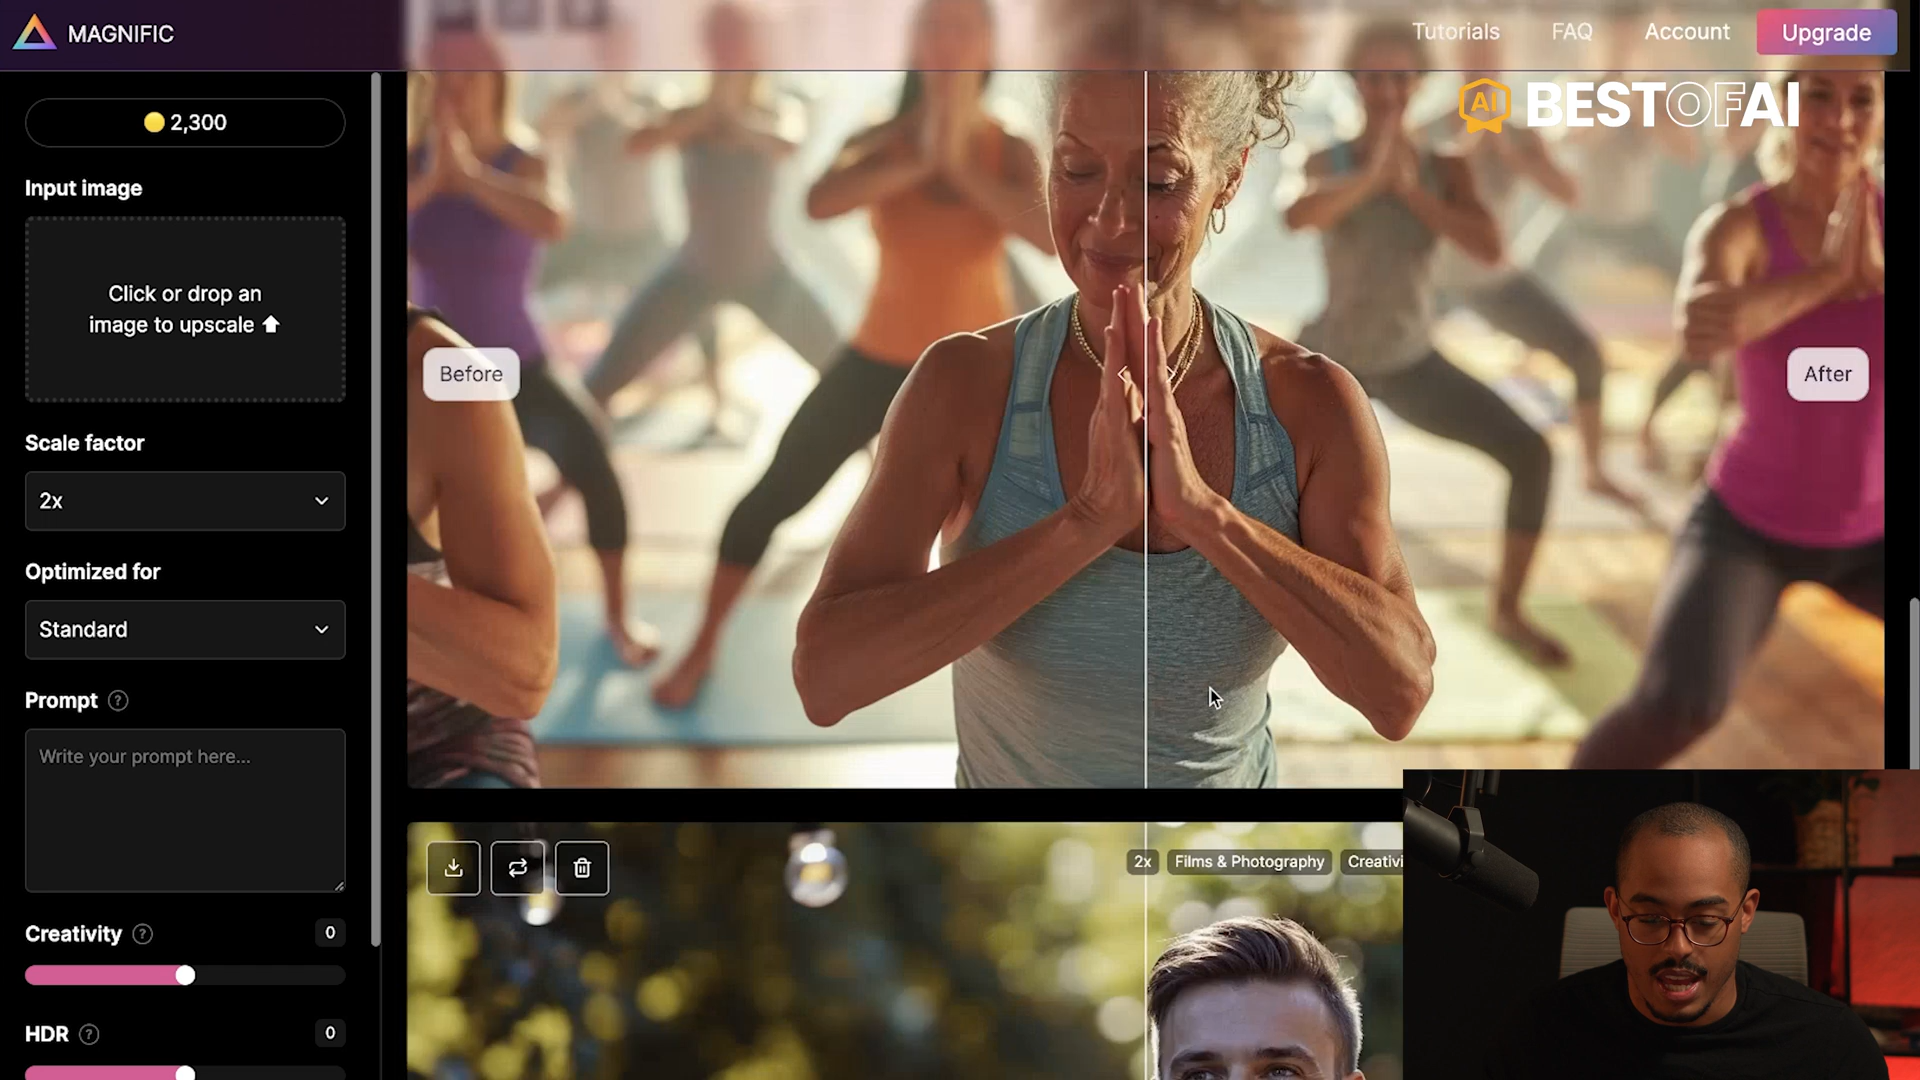 MAGNIFIC
Tutorials
FAQ
Account
Upgrade
AI BESTOFAI
2,300
Input image
Click or drop an
image to upscale
Scale factor
2x
Optimized for
Standard
Prompt ?
Write your prompt here...
Creativity ? 0
HDR ? 0
Before
After
2x
Films & Photography
Creativi